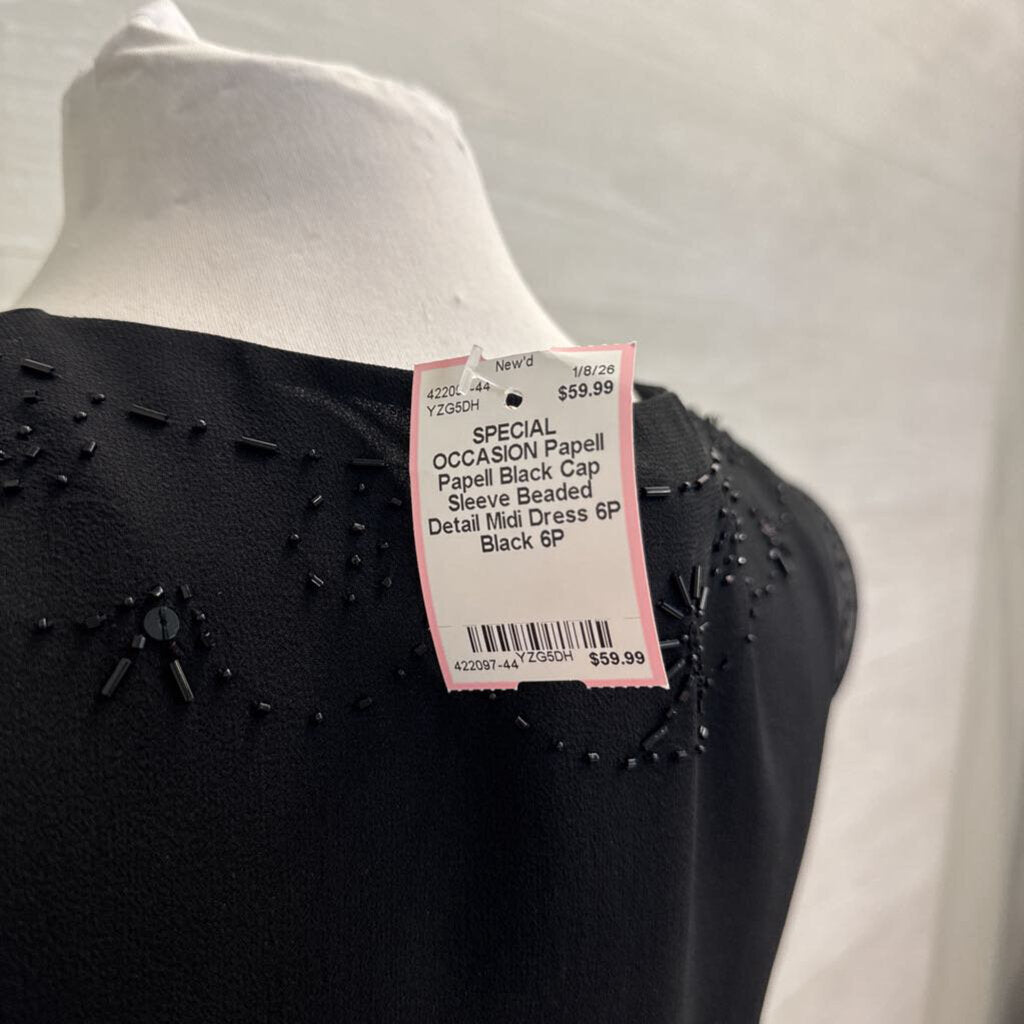 New'd
1/8/26
-44 $59.99
YZG5DH
SPECIAL
OCCASION Papell
Papell Black Cap
Sleeve Beaded
Detail Midi Dress 6P
Black 6P
422097-44 YZG5DH $59.99